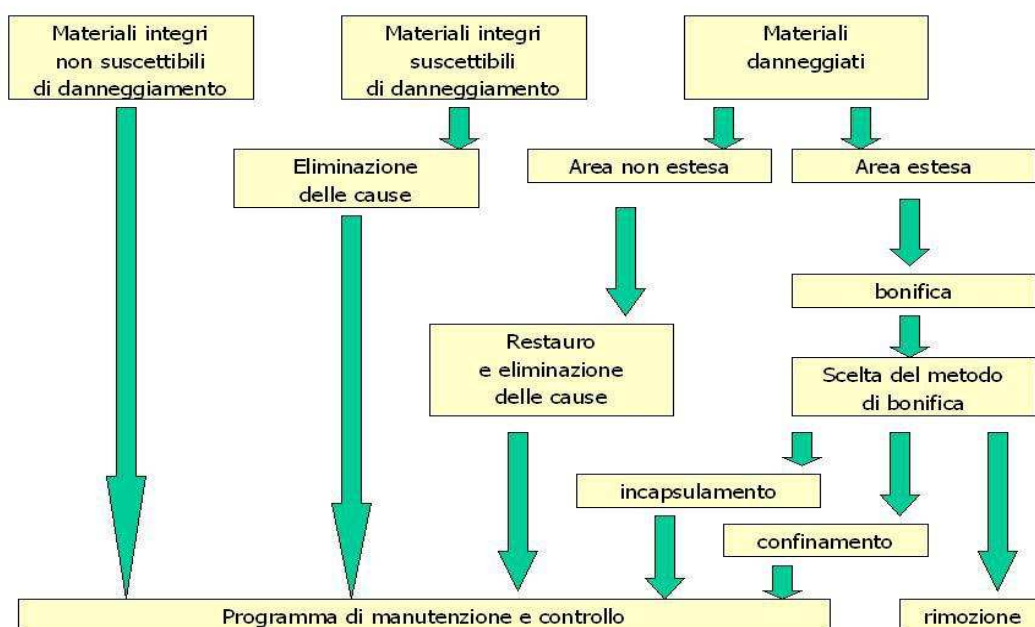 Materiali integri
non suscettibili
di danneggiamento
Materiali integri
suscettibili
di danneggiamento
Materiali
danneggiati
Eliminazione
delle cause
Area non estesa
Area estesa
bonifica
Restauro
e eliminazione
delle cause
Scelta del metodo
di bonifica
incapsulamento
confinamento
Programma di manutenzione e controllo
rimozione